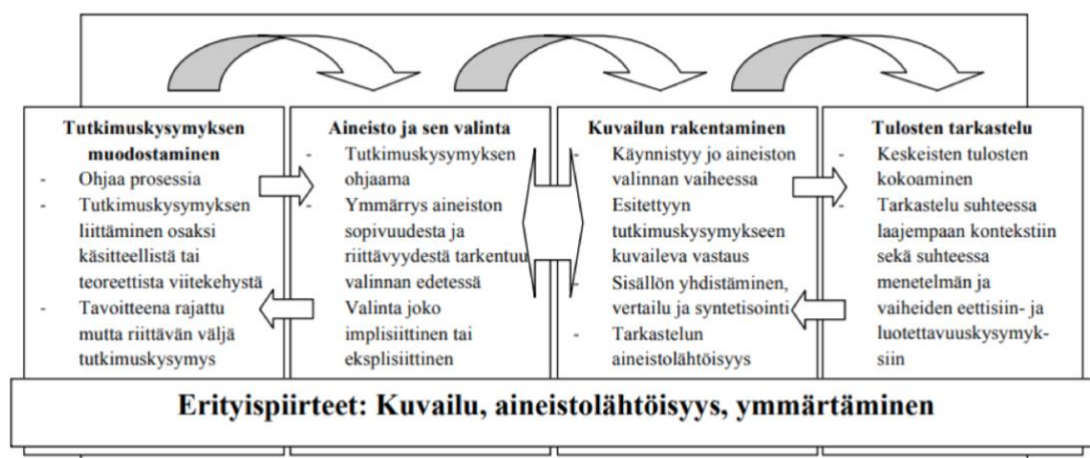 Tutkimuskysymyksen
muodostaminen
- Ohjaa prosessia
- Tutkimuskysymyksen
liittäminen osaksi
käsitteellistä tai
teoreettista viitekehystä
- Tavoitteena rajattu
mutta riittävän väljä
tutkimuskysymys
Aineisto ja sen valinta
- Tutkimuskysymyksen
ohjaama
- Ymmärrys aineiston
sopivuudesta ja
riittävyydestä tarkentuu
valinnan edetessä
- Valinta joko
implisiittinen tai
eksplisiittinen
Kuvailun rakentaminen
- Käynnistyy jo aineiston
valinnan vaiheessa
- Esitettyyn
tutkimuskysymykseen
kuvaileva vastaus
- Sisällön yhdistäminen,
vertailu ja syntetisointi
- Tarkastelun
aineistolähtöisyys
Tulosten tarkastelu
- Keskeisten tulosten
kokoaminen
- Tarkastelu suhteessa
laajempaan kontekstiin
sekä suhteessa
menetelmän ja
vaiheiden eettisiin- ja
luotettavuuskysymyk-
siin
Erityispiirteet: Kuvailu, aineistolähtöisyys, ymmärtäminen